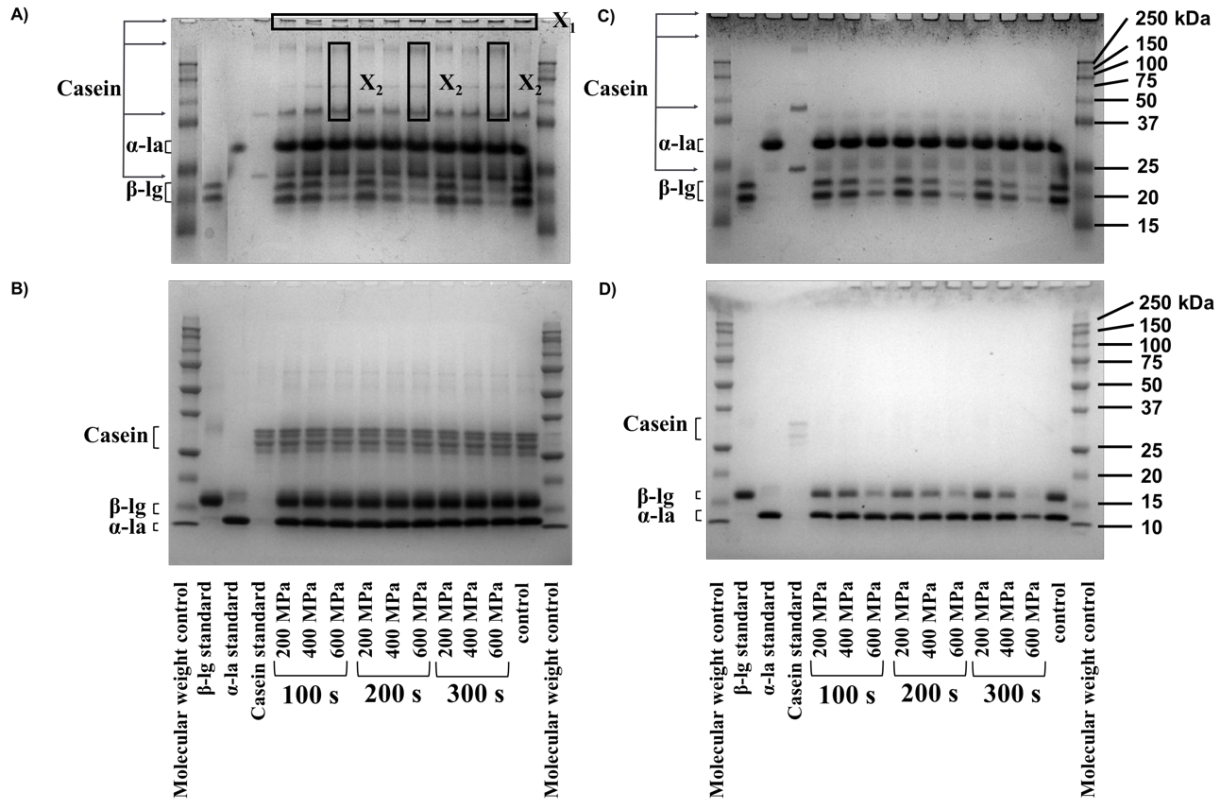 A)
X₁
Casein
X₂ X₂ X₂
α-la
β-lg
C)
Casein
α-la
β-lg
250 kDa
150
100
75
50
37
25
20
15
B)
Casein
β-lg
α-la
D)
Casein
β-lg
α-la
250 kDa
150
100
75
50
37
25
20
15
10
Molecular weight control
β-lg standard
α-la standard
Casein standard
200 MPa
400 MPa
600 MPa
200 MPa
400 MPa
600 MPa
200 MPa
400 MPa
600 MPa
control
Molecular weight control
100 s 200 s 300 s
Molecular weight control
β-lg standard
α-la standard
Casein standard
200 MPa
400 MPa
600 MPa
200 MPa
400 MPa
600 MPa
200 MPa
400 MPa
600 MPa
control
Molecular weight control
100 s 200 s 300 s